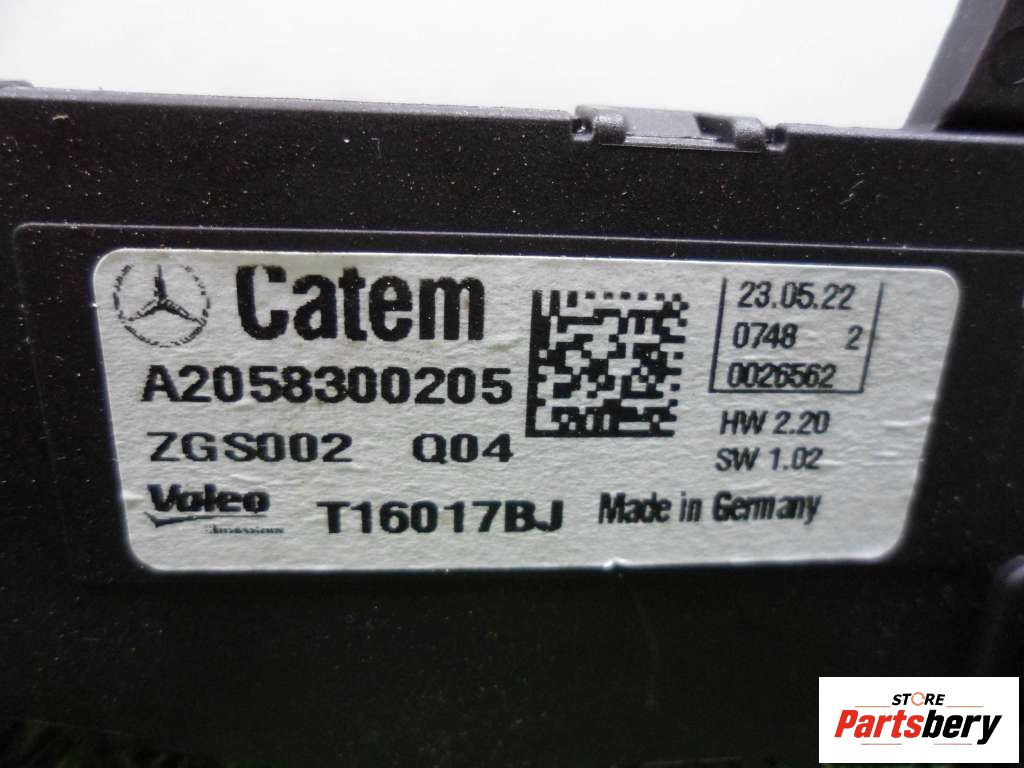 Catem
A2058300205
ZGS002 Q04
Valeo
T16017BJ Made in Germany
23.05.22
0748 2
0026562
HW 2.20
SW 1.02
STORE
Partsbery